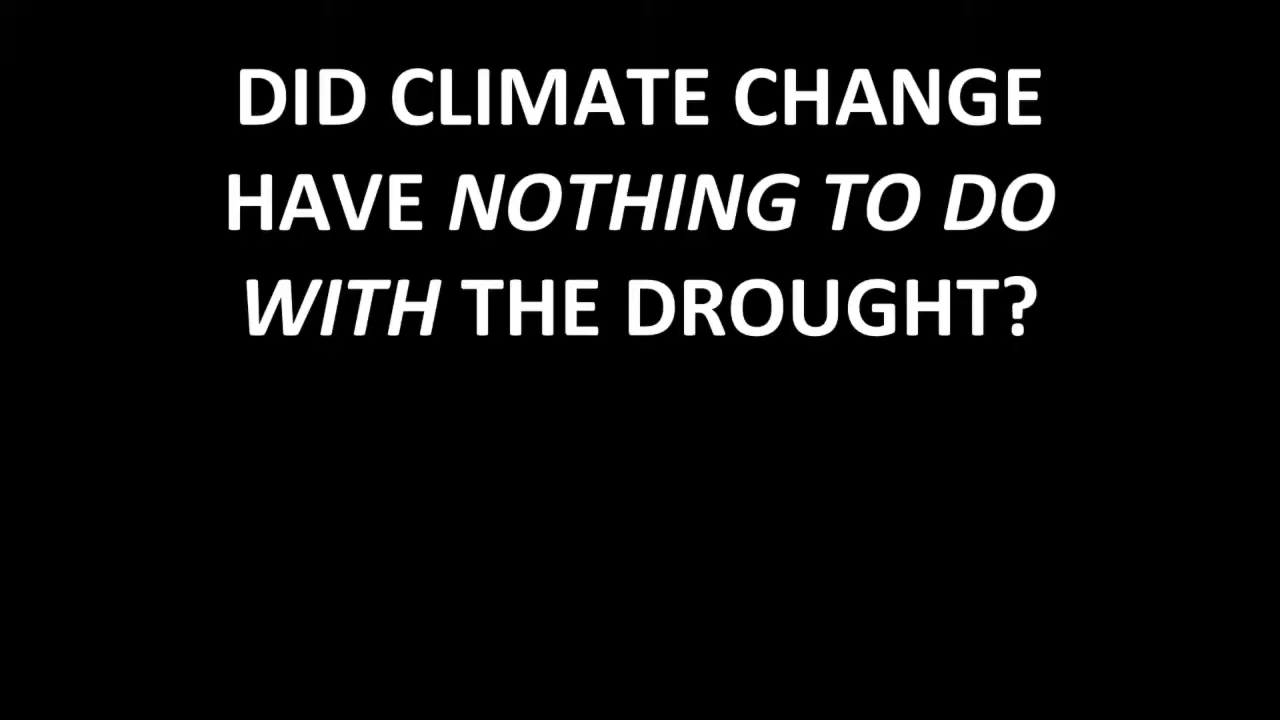 DID CLIMATE CHANGE
HAVE NOTHING TO DO
WITH THE DROUGHT?